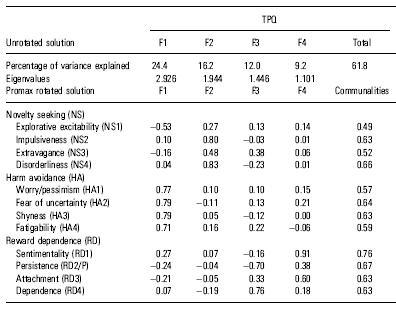 TPQ
Unrotated solution F1 F2 F3 F4 Total
Percentage of variance explained 24.4 16.2 12.0 9.2 61.8
Eigenvalues 2.926 1.944 1.446 1.101
Promax rotated solution F1 F2 F3 F4 Communalities
Novelty seeking (NS)
Explorative excitability (NS1) −0.53 0.27 0.13 0.14 0.49
Impulsiveness (NS2 0.10 0.80 −0.03 0.01 0.63
Extravagance (NS3) −0.16 0.48 0.38 0.06 0.52
Disorderliness (NS4) 0.04 0.83 −0.23 0.01 0.66
Harm avoidance (HA)
Worry/pessimism (HA1) 0.77 0.10 0.10 0.15 0.57
Fear of uncertainty (HA2) 0.79 −0.11 0.13 0.21 0.64
Shyness (HA3) 0.79 0.05 −0.12 0.00 0.63
Fatigability (HA4) 0.71 0.16 0.22 −0.06 0.59
Reward dependence (RD)
Sentimentality (RD1) 0.27 0.07 −0.16 0.91 0.76
Persistence (RD2/P) −0.24 −0.04 −0.70 0.38 0.67
Attachment (RD3) −0.21 −0.05 0.33 0.60 0.63
Dependence (RD4) 0.07 −0.19 0.76 0.18 0.63